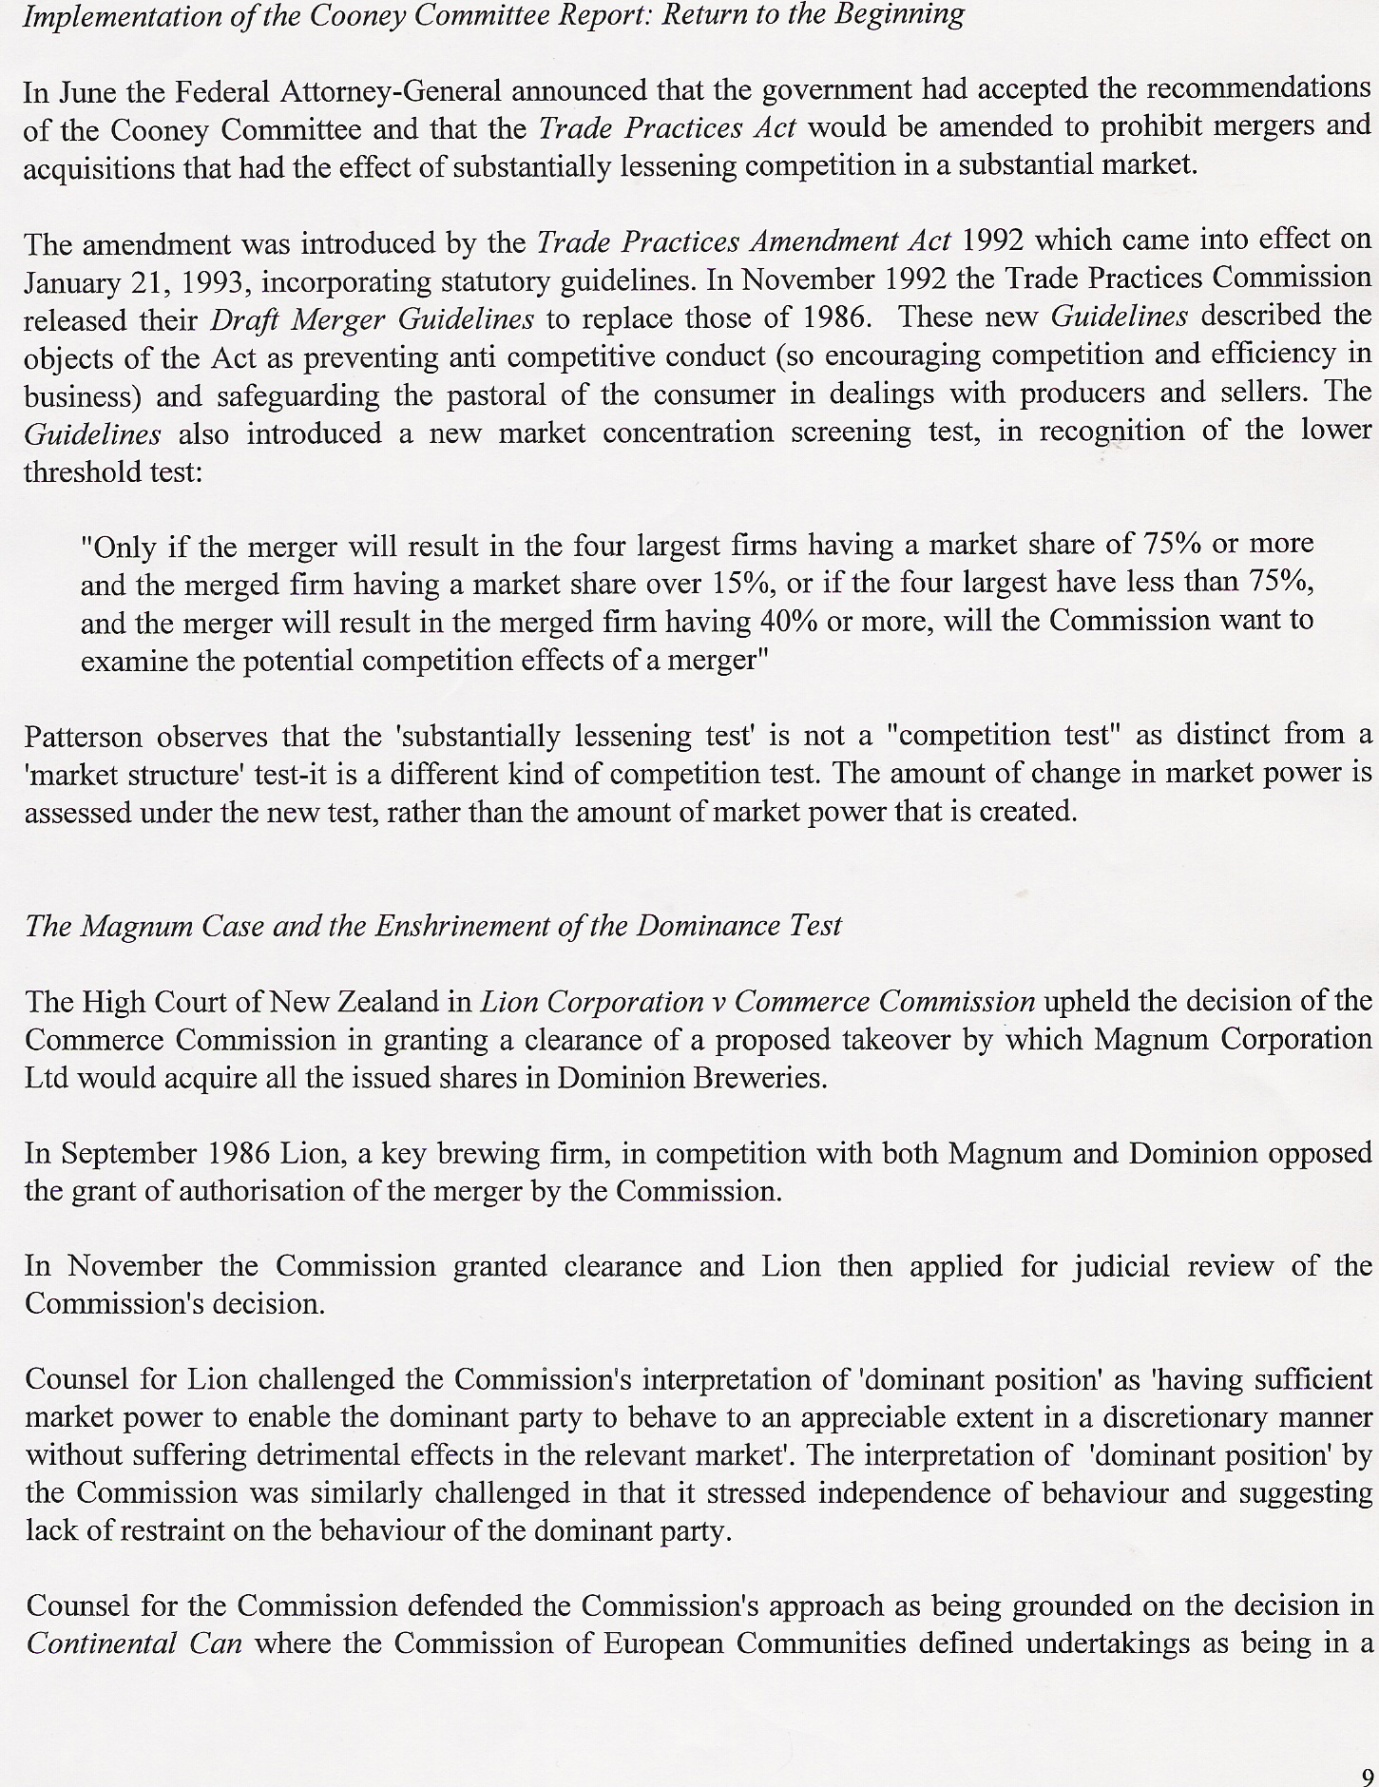 Implementation of the Cooney Committee Report: Return to the Beginning
In June the Federal Attorney-General announced that the government had accepted the recommendations
of the Cooney Committee and that the Trade Practices Act would be amended to prohibit mergers and
acquisitions that had the effect of substantially lessening competition in a substantial market.
The amendment was introduced by the Trade Practices Amendment Act 1992 which came into effect on
January 21, 1993, incorporating statutory guidelines. In November 1992 the Trade Practices Commission
released their Draft Merger Guidelines to replace those of 1986. These new Guidelines described the
objects of the Act as preventing anti competitive conduct (so encouraging competition and efficiency in
business) and safeguarding the pastoral of the consumer in dealings with producers and sellers. The
Guidelines also introduced a new market concentration screening test, in recognition of the lower
threshold test:
"Only if the merger will result in the four largest firms having a market share of 75% or more
and the merged firm having a market share over 15%, or if the four largest have less than 75%,
and the merger will result in the merged firm having 40% or more, will the Commission want to
examine the potential competition effects of a merger"
Patterson observes that the 'substantially lessening test' is not a "competition test" as distinct from a
'market structure' test-it is a different kind of competition test. The amount of change in market power is
assessed under the new test, rather than the amount of market power that is created.
The Magnum Case and the Enshrinement of the Dominance Test
The High Court of New Zealand in Lion Corporation v Commerce Commission upheld the decision of the
Commerce Commission in granting a clearance of a proposed takeover by which Magnum Corporation
Ltd would acquire all the issued shares in Dominion Breweries.
In September 1986 Lion, a key brewing firm, in competition with both Magnum and Dominion opposed
the grant of authorisation of the merger by the Commission.
In November the Commission granted clearance and Lion then applied for judicial review of the
Commission's decision.
Counsel for Lion challenged the Commission's interpretation of 'dominant position' as 'having sufficient
market power to enable the dominant party to behave to an appreciable extent in a discretionary manner
without suffering detrimental effects in the relevant market'. The interpretation of 'dominant position' by
the Commission was similarly challenged in that it stressed independence of behaviour and suggesting
lack of restraint on the behaviour of the dominant party.
Counsel for the Commission defended the Commission's approach as being grounded on the decision in
Continental Can where the Commission of European Communities defined undertakings as being in a
9